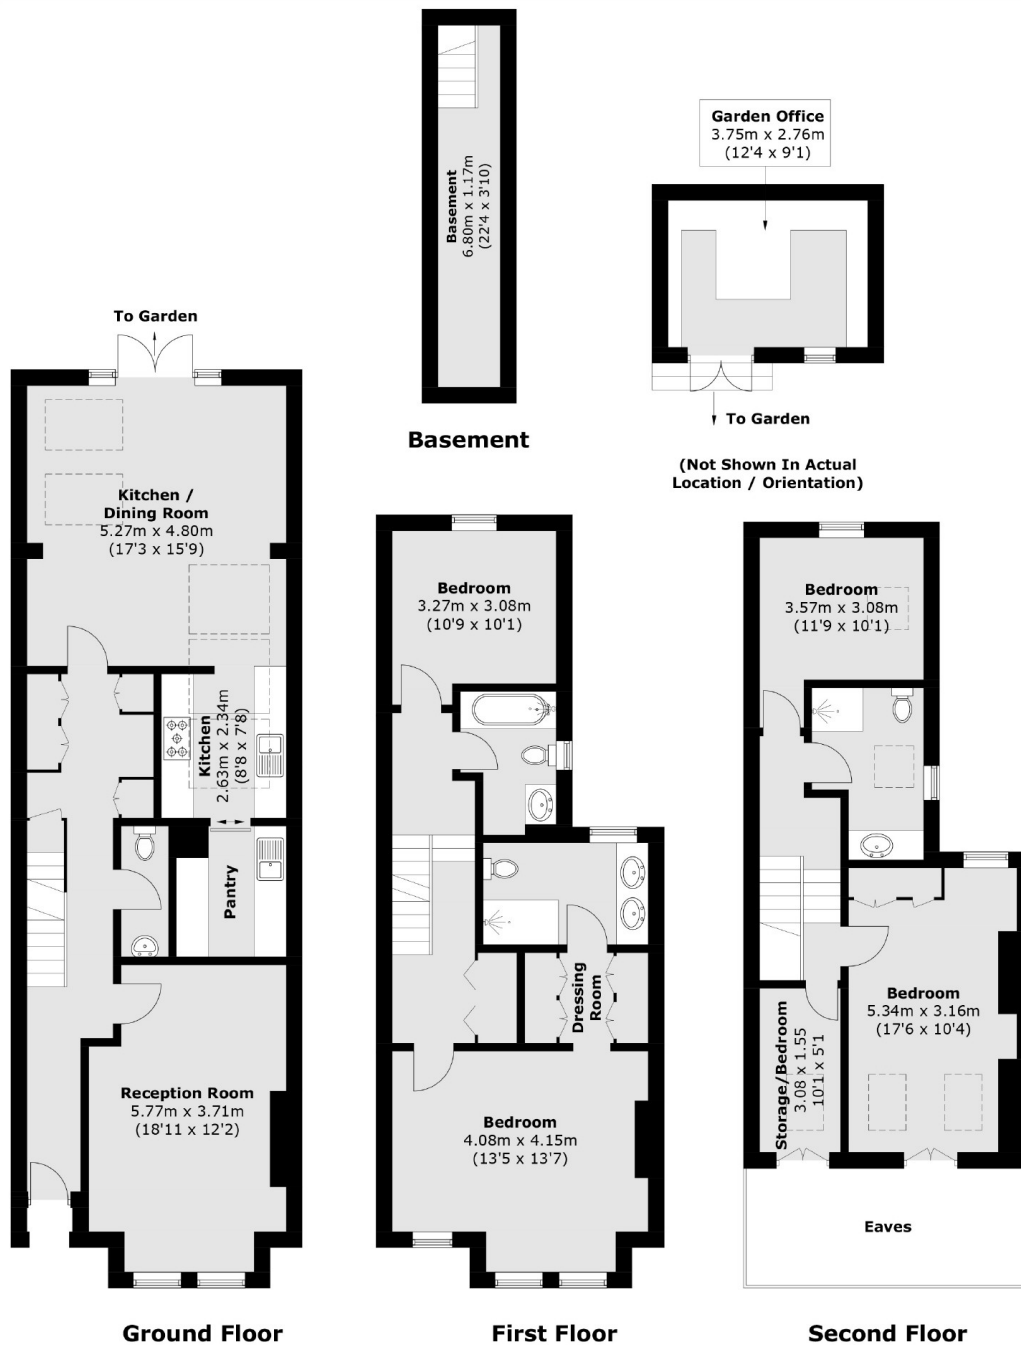 Basement
6.80m x 1.17m
(22'4 x 3'10)
Basement
Garden Office
3.75m x 2.76m
(12'4 x 9'1)
To Garden
(Not Shown In Actual
Location / Orientation)
To Garden
Kitchen /
Dining Room
5.27m x 4.80m
(17'3 x 15'9)
Kitchen
2.63m x 2.34m
(8'8 x 7'8)
Pantry
Reception Room
5.77m x 3.71m
(18'11 x 12'2)
Ground Floor
Bedroom
3.27m x 3.08m
(10'9 x 10'1)
Dressing
Room
Bedroom
4.08m x 4.15m
(13'5 x 13'7)
First Floor
Bedroom
3.57m x 3.08m
(11'9 x 10'1)
Bedroom
5.34m x 3.16m
(17'6 x 10'4)
Storage/Bedroom
3.08 x 1.55
10'1 x 5'1
Eaves
Second Floor